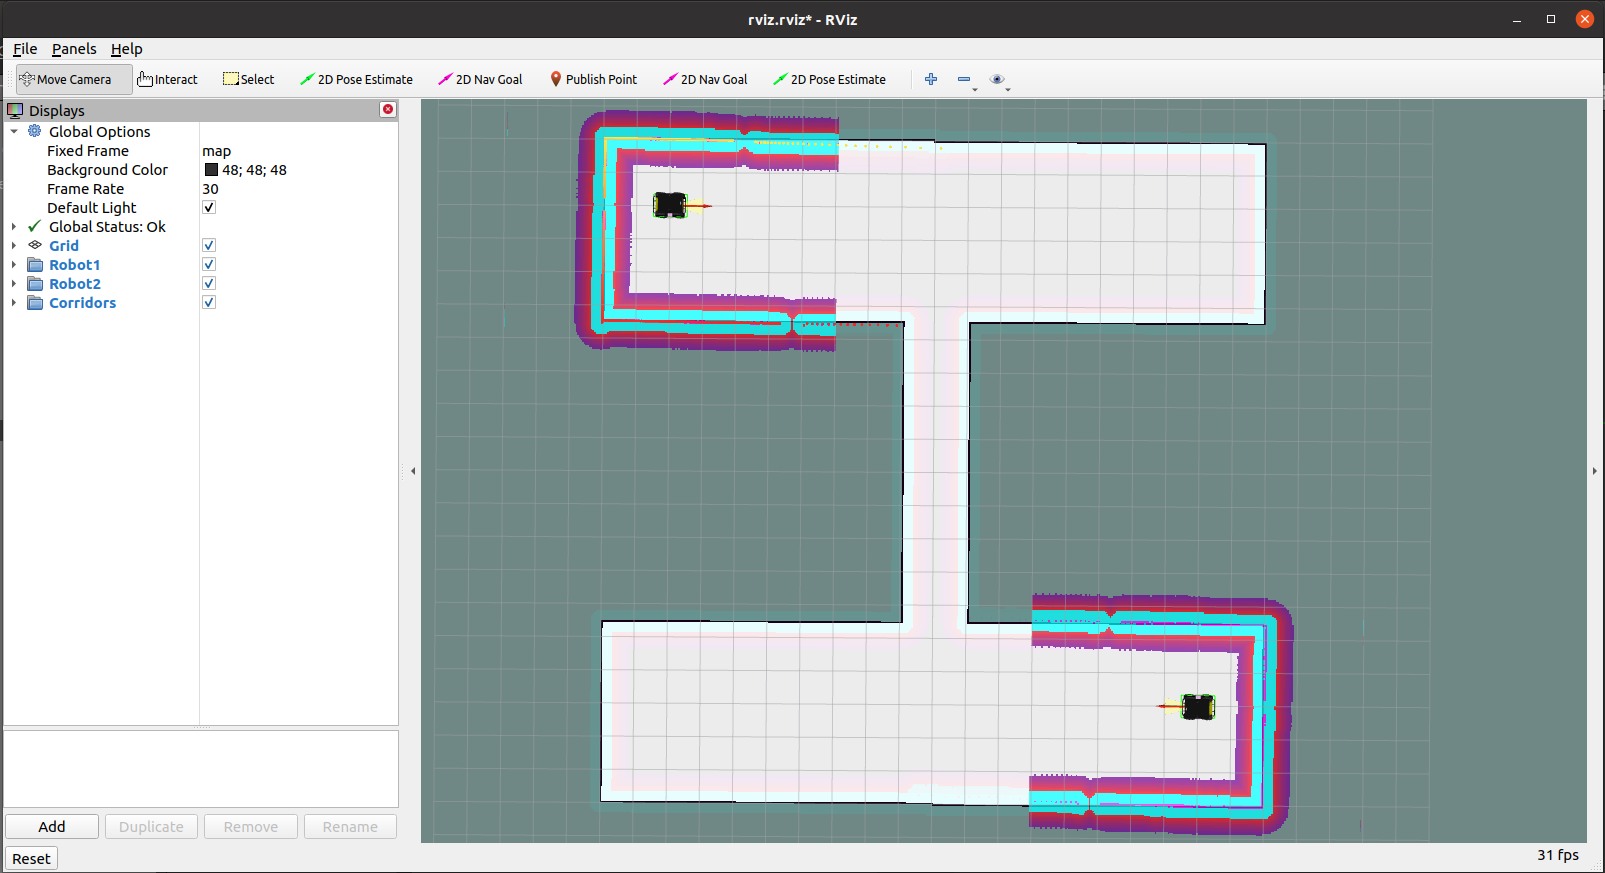 rviz.rviz* - RViz
File Panels Help
Move Camera Interact Select 2D Pose Estimate 2D Nav Goal Publish Point 2D Nav Goal 2D Pose Estimate
Displays
Global Options
Fixed Frame map
Background Color 48; 48; 48
Frame Rate 30
Default Light
Global Status: Ok
Grid
Robot1
Robot2
Corridors
Add Duplicate Remove Rename
Reset 31 fps